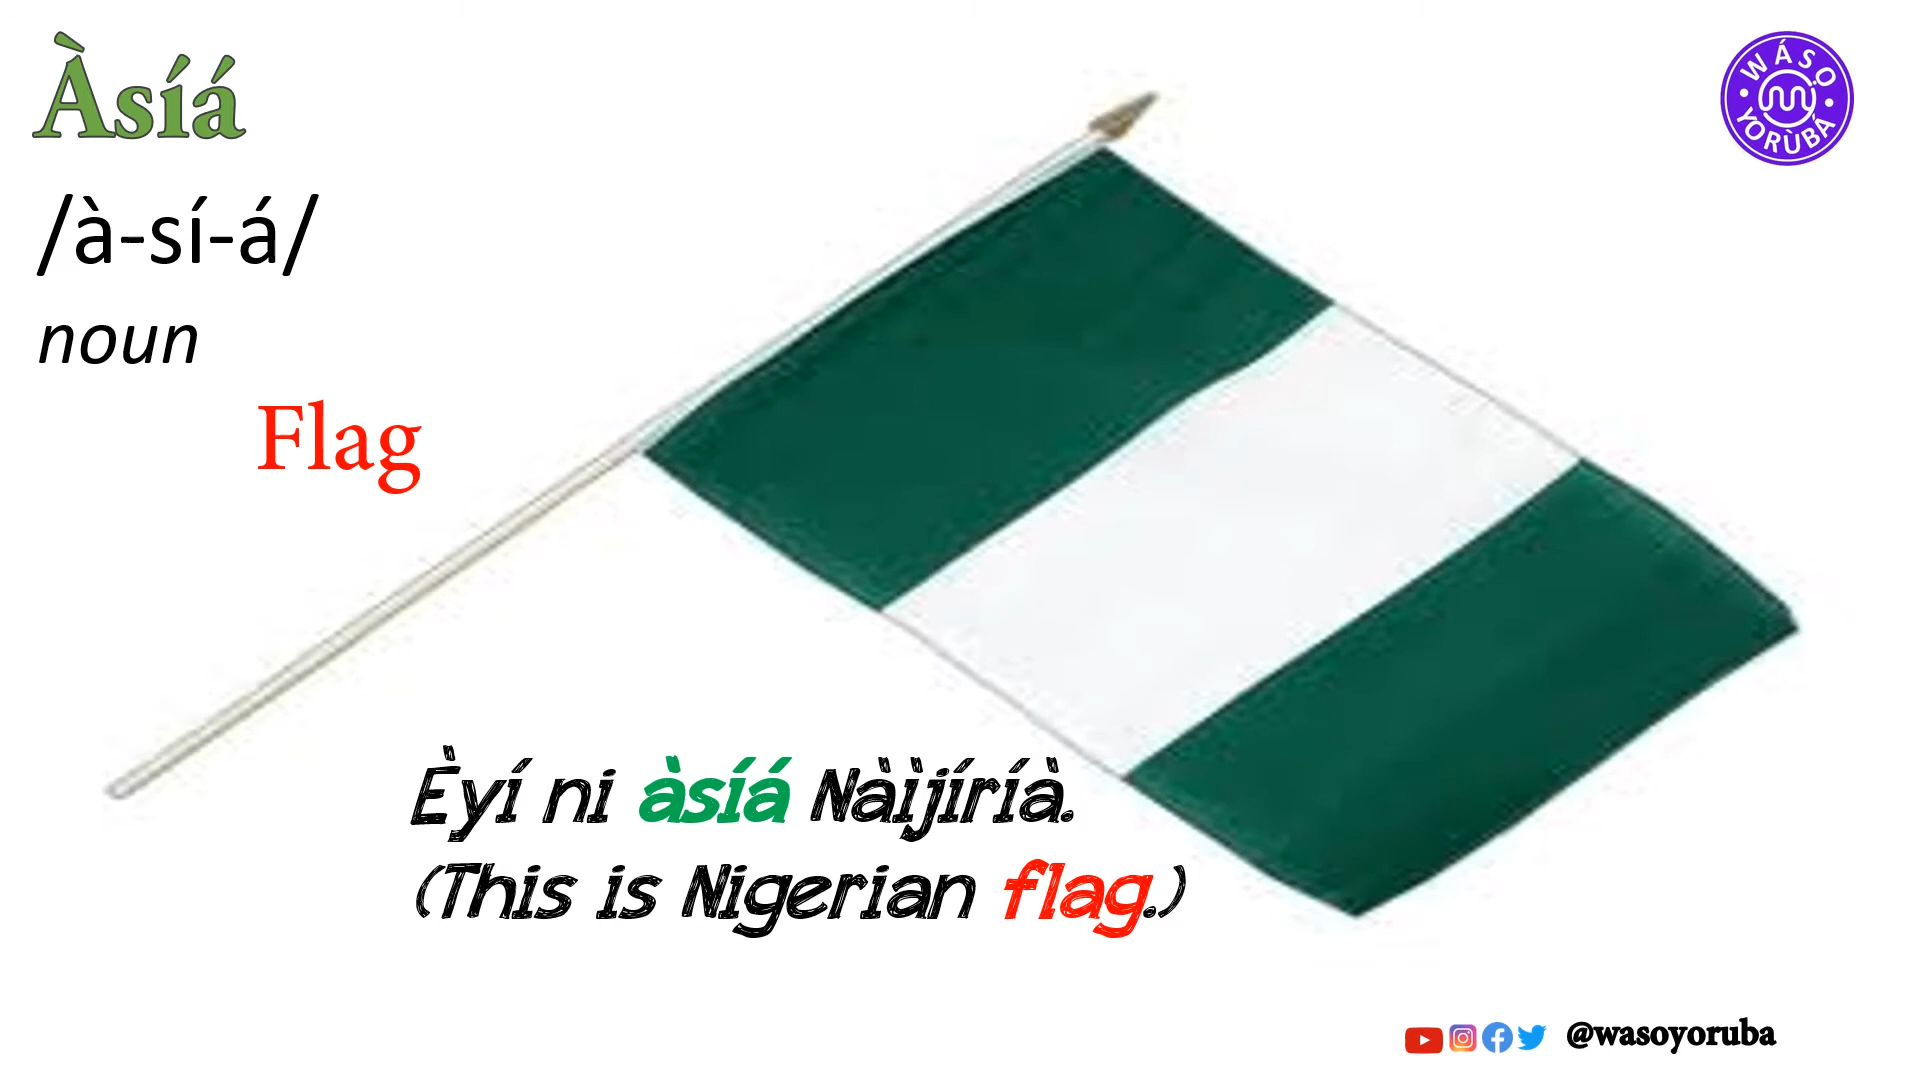 Àsíá
/à-sí-á/
noun
Flag
WÁSỌ
YORÙBÁ
Èyí ni àsíá Nàìjíríà.
(This is Nigerian flag.)
@wasoyoruba